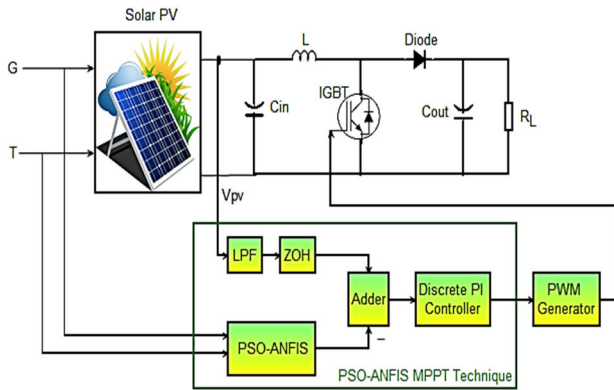 Solar PV
G
T
L
Diode
IGBT
Cin
Cout
RL
Vpv
LPF
ZOH
Adder
Discrete PI
Controller
PWM
Generator
PSO-ANFIS
–
PSO-ANFIS MPPT Technique